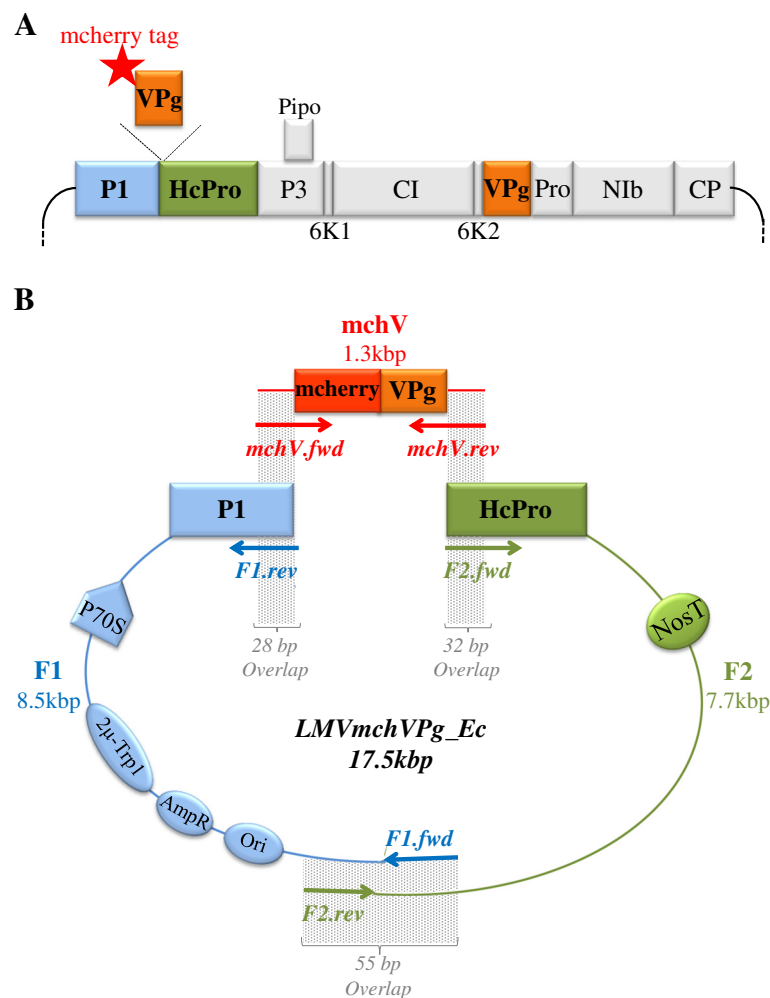 A
mcherry tag
VPg
Pipo
P1 HcPro P3 CI VPg Pro NIb CP
6K1 6K2
B
mchV
1.3kbp
mcherry VPg
mchV.fwd mchV.rev
P1 HcPro
F1.rev F2.fwd
P70S NosT
28 bp
Overlap
32 bp
Overlap
F1
8.5kbp
F2
7.7kbp
2μ-Trp1
LMVmchVPg_Ec
17.5kbp
AmpR
Ori
F1.fwd
F2.rev
55 bp
Overlap